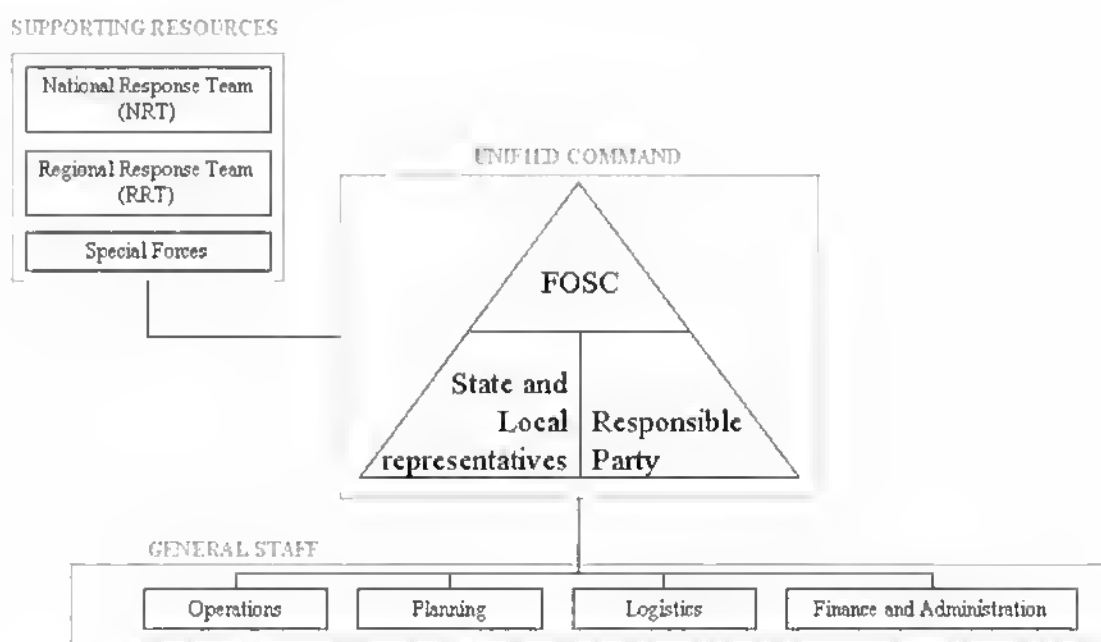 SUPPORTING RESOURCES
National Response Team
(NRT)
Regional Response Team
(RRT)
Special Forces
UNIFIED COMMAND
FOSC
State and
Local
representatives
Responsible
Party
GENERAL STAFF
Operations
Planning
Logistics
Finance and Administration